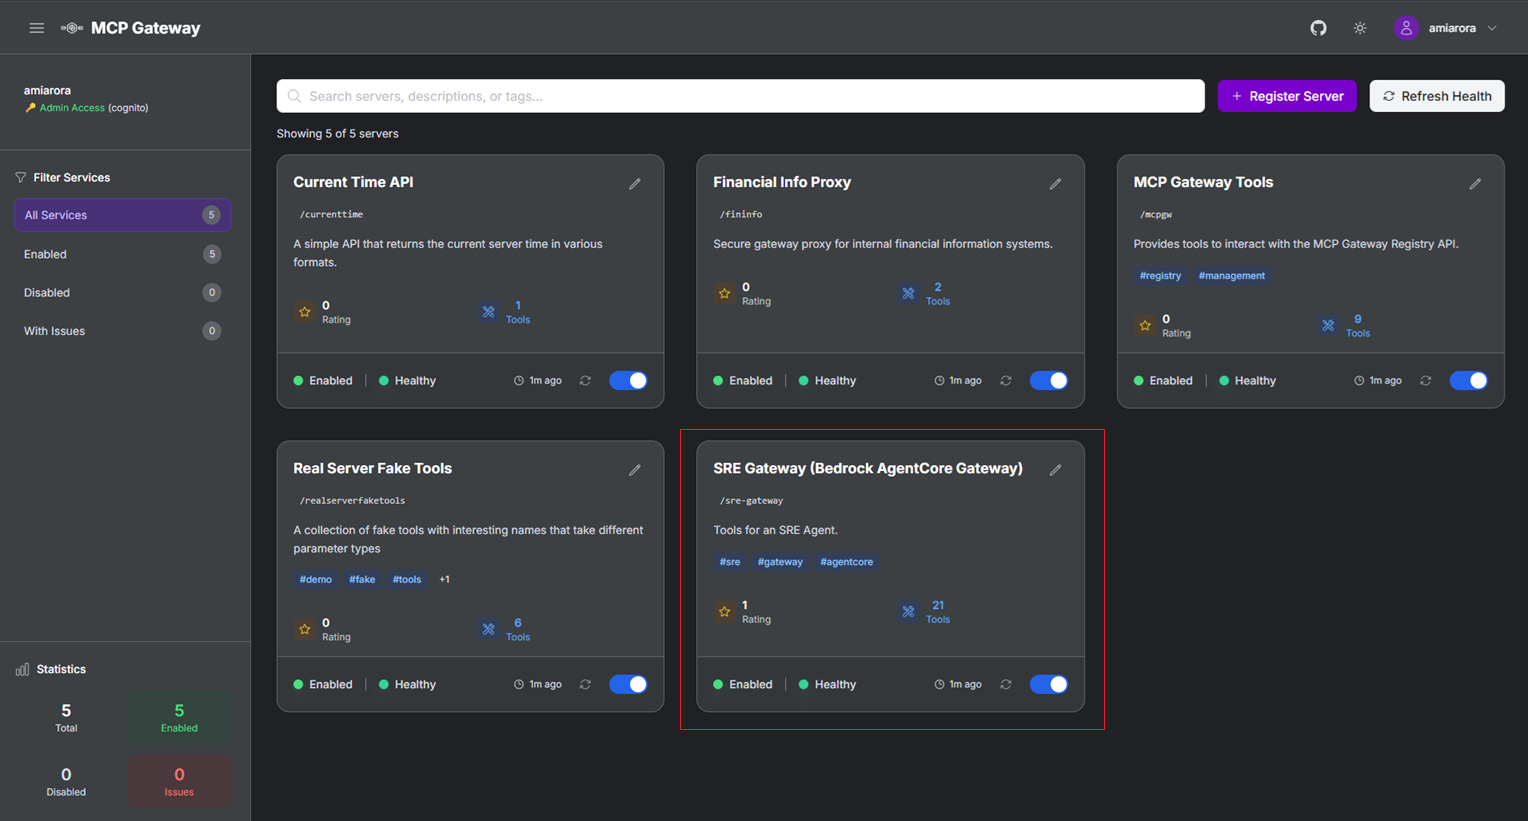 MCP Gateway
amiarora
amiarora
Admin Access (cognito)
Filter Services
All Services 5
Enabled 5
Disabled 0
With Issues 0
Statistics
5 Total
5 Enabled
0 Disabled
0 Issues
Search servers, descriptions, or tags...
+ Register Server
Refresh Health
Showing 5 of 5 servers
Current Time API
/currenttime
A simple API that returns the current server time in various
formats.
0 Rating
1 Tools
Enabled | Healthy 1m ago
Financial Info Proxy
/fininfo
Secure gateway proxy for internal financial information systems.
0 Rating
2 Tools
Enabled | Healthy 1m ago
MCP Gateway Tools
/mcpgw
Provides tools to interact with the MCP Gateway Registry API.
#registry #management
0 Rating
9 Tools
Enabled | Healthy 1m ago
Real Server Fake Tools
/realserverfaketools
A collection of fake tools with interesting names that take different
parameter types
#demo #fake #tools +1
0 Rating
6 Tools
Enabled | Healthy 1m ago
SRE Gateway (Bedrock AgentCore Gateway)
/sre-gateway
Tools for an SRE Agent.
#sre #gateway #agentcore
1 Rating
21 Tools
Enabled | Healthy 1m ago